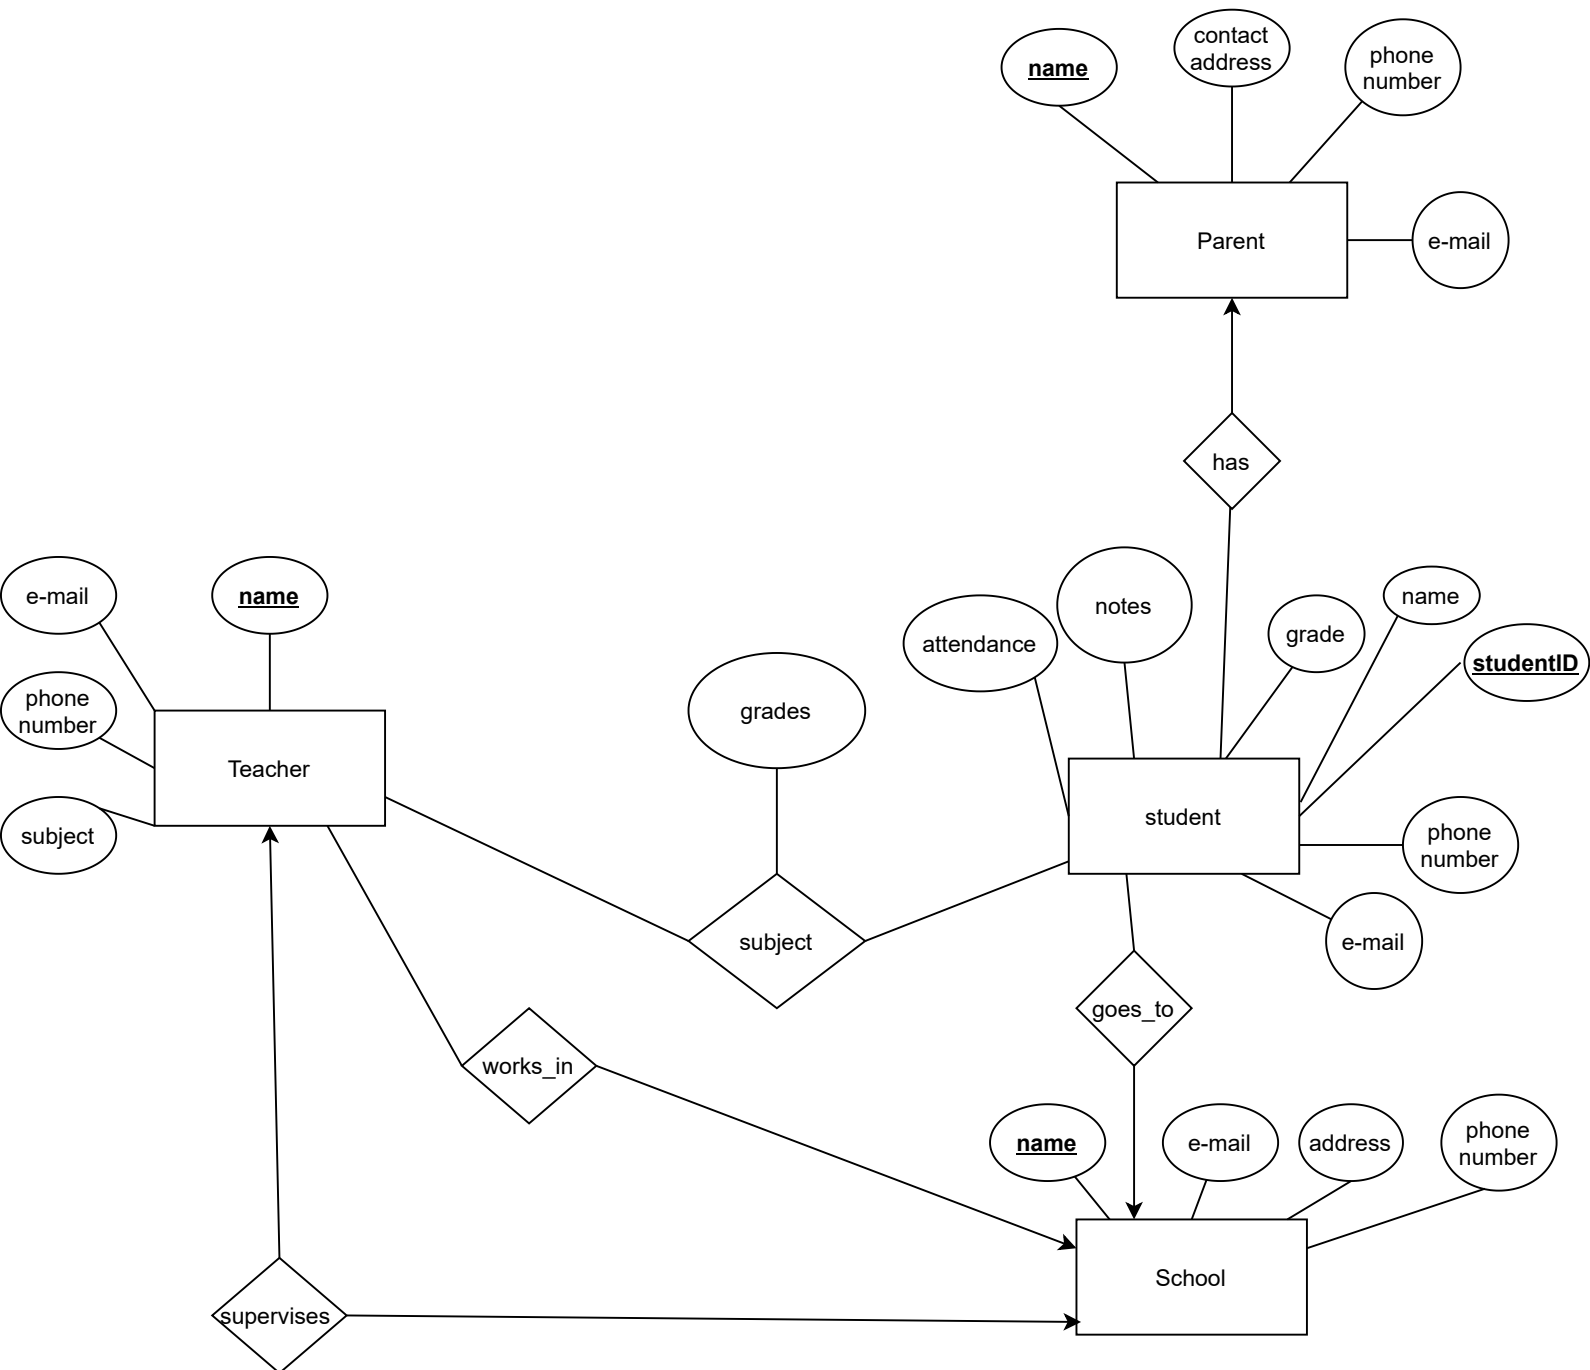 name
contact
address
phone
number
Parent
e-mail
has
e-mail
name
phone
number
Teacher
subject
grades
subject
attendance
notes
grade
name
studentID
student
phone
number
e-mail
goes_to
works_in
name
e-mail
address
phone
number
School
supervises